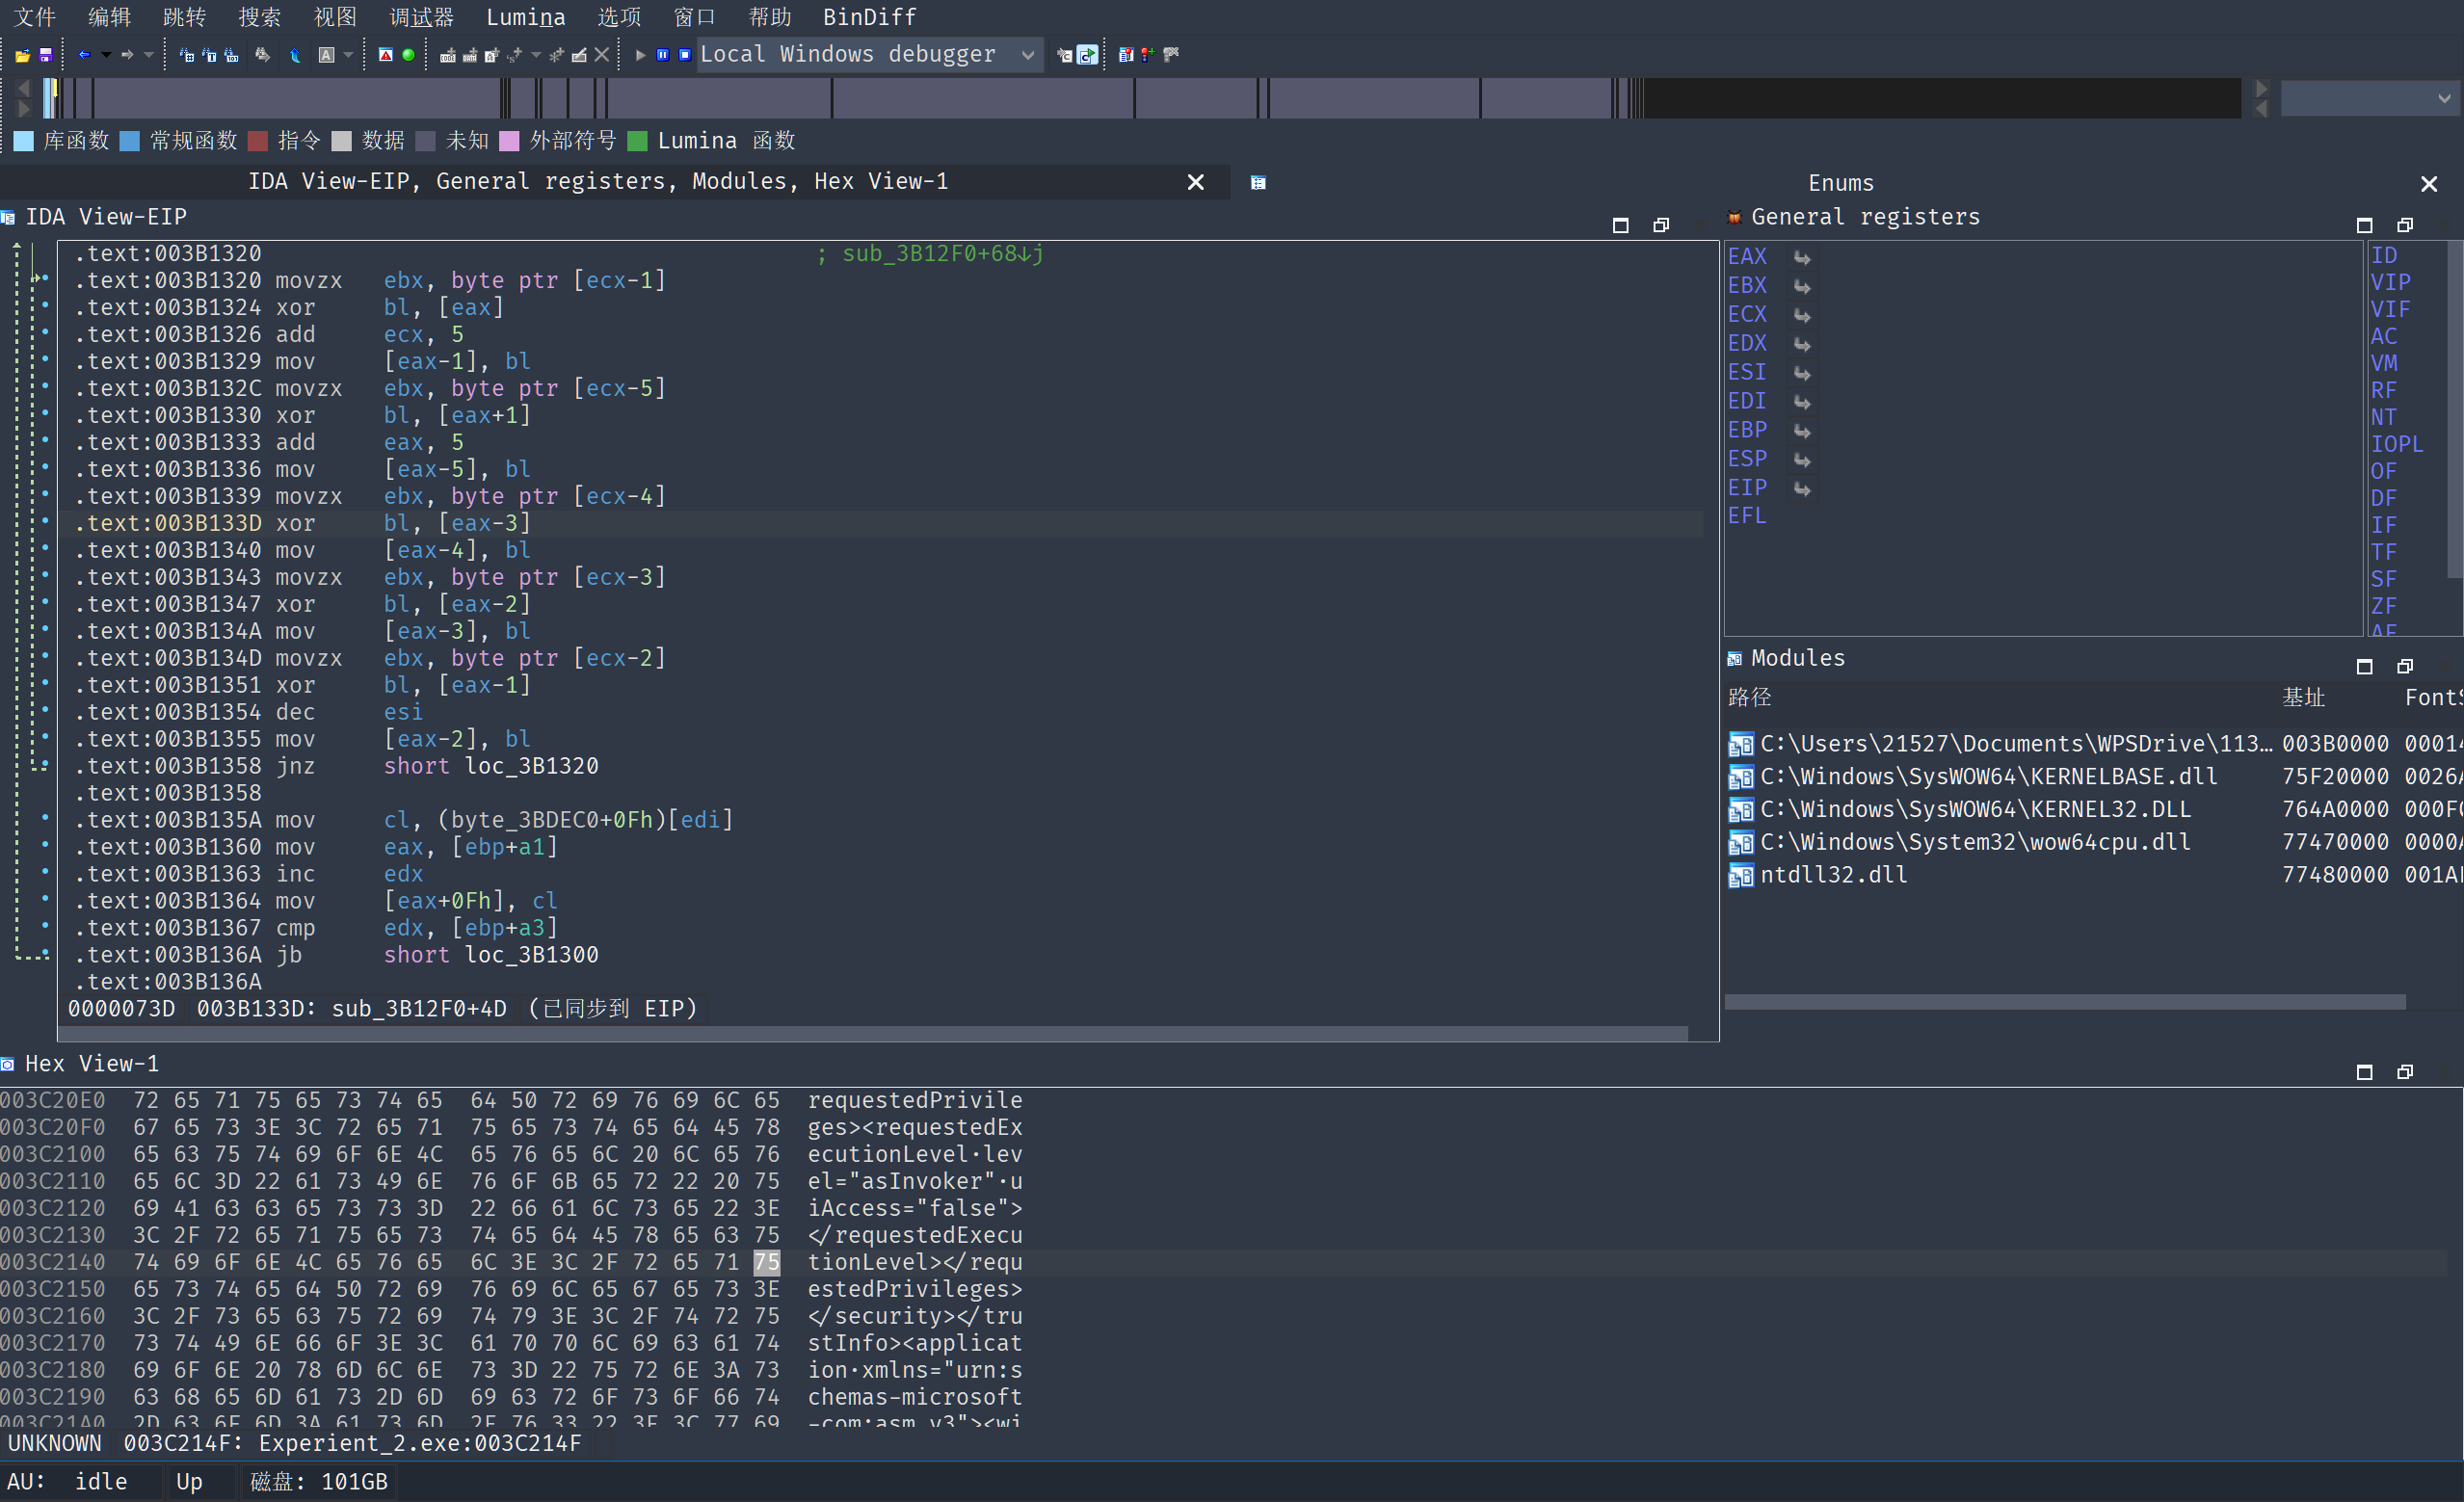 文件 编辑 跳转 搜索 视图 调试器 Lumina 选项 窗口 帮助 BinDiff
Local Windows debugger
库函数 常规函数 指令 数据 未知 外部符号 Lumina 函数
IDA View-EIP, General registers, Modules, Hex View-1
Enums
IDA View-EIP
.text:003B1320 ; sub_3B12F0+68↓j
.text:003B1320 movzx ebx, byte ptr [ecx-1]
.text:003B1324 xor bl, [eax]
.text:003B1326 add ecx, 5
.text:003B1329 mov [eax-1], bl
.text:003B132C movzx ebx, byte ptr [ecx-5]
.text:003B1330 xor bl, [eax+1]
.text:003B1333 add eax, 5
.text:003B1336 mov [eax-5], bl
.text:003B1339 movzx ebx, byte ptr [ecx-4]
.text:003B133D xor bl, [eax-3]
.text:003B1340 mov [eax-4], bl
.text:003B1343 movzx ebx, byte ptr [ecx-3]
.text:003B1347 xor bl, [eax-2]
.text:003B134A mov [eax-3], bl
.text:003B134D movzx ebx, byte ptr [ecx-2]
.text:003B1351 xor bl, [eax-1]
.text:003B1354 dec esi
.text:003B1355 mov [eax-2], bl
.text:003B1358 jnz short loc_3B1320
.text:003B1358
.text:003B135A mov cl, (byte_3BDEC0+0Fh)[edi]
.text:003B1360 mov eax, [ebp+a1]
.text:003B1363 inc edx
.text:003B1364 mov [eax+0Fh], cl
.text:003B1367 cmp edx, [ebp+a3]
.text:003B136A jb short loc_3B1300
.text:003B136A
0000073D 003B133D: sub_3B12F0+4D (已同步到 EIP)
General registers
EAX
EBX
ECX
EDX
ESI
EDI
EBP
ESP
EIP
EFL
ID
VIP
VIF
AC
VM
RF
NT
IOPL
OF
DF
IF
TF
SF
ZF
AF
Modules
路径 基址
C:\Users\21527\Documents\WPSDrive\113… 003B0000 00014
C:\Windows\SysWOW64\KERNELBASE.dll 75F20000 0026A
C:\Windows\SysWOW64\KERNEL32.DLL 764A0000 000F0
C:\Windows\System32\wow64cpu.dll 77470000 0000A
ntdll32.dll 77480000 001A
Hex View-1
003C20E0 72 65 71 75 65 73 74 65 64 50 72 69 76 69 6C 65 requestedPrivile
003C20F0 67 65 73 3E 3C 72 65 71 75 65 73 74 65 64 45 78 ges><requestedEx
003C2100 65 63 75 74 69 6F 6E 4C 65 76 65 6C 20 6C 65 76 ecutionLevel·lev
003C2110 65 6C 3D 22 61 73 49 6E 76 6F 6B 65 72 22 20 75 el="asInvoker"·u
003C2120 69 41 63 63 65 73 73 3D 22 66 61 6C 73 65 22 3E iAccess="false">
003C2130 3C 2F 72 65 71 75 65 73 74 65 64 45 78 65 63 75 </requestedExecu
003C2140 74 69 6F 6E 4C 65 76 65 6C 3E 3C 2F 72 65 71 75 tionLevel></requ
003C2150 65 73 74 65 64 50 72 69 76 69 6C 65 67 65 73 3E estedPrivileges>
003C2160 3C 2F 73 65 63 75 72 69 74 79 3E 3C 2F 74 72 75 </security></tru
003C2170 73 74 49 6E 66 6F 3E 3C 61 70 70 6C 69 63 61 74 stInfo><applicat
003C2180 69 6F 6E 20 78 6D 6C 6E 73 3D 22 75 72 6E 3A 73 ion·xmlns="urn:s
003C2190 63 68 65 6D 61 73 2D 6D 69 63 72 6F 73 6F 66 74 chemas-microsoft
003C21A0 2D 63 6F 6D 3A 61 73 6D 2E 76 33 22 3E 3C 77 69 -com:asm.v3"><wi
UNKNOWN 003C214F: Experient_2.exe:003C214F
AU: idle Up 磁盘: 101GB